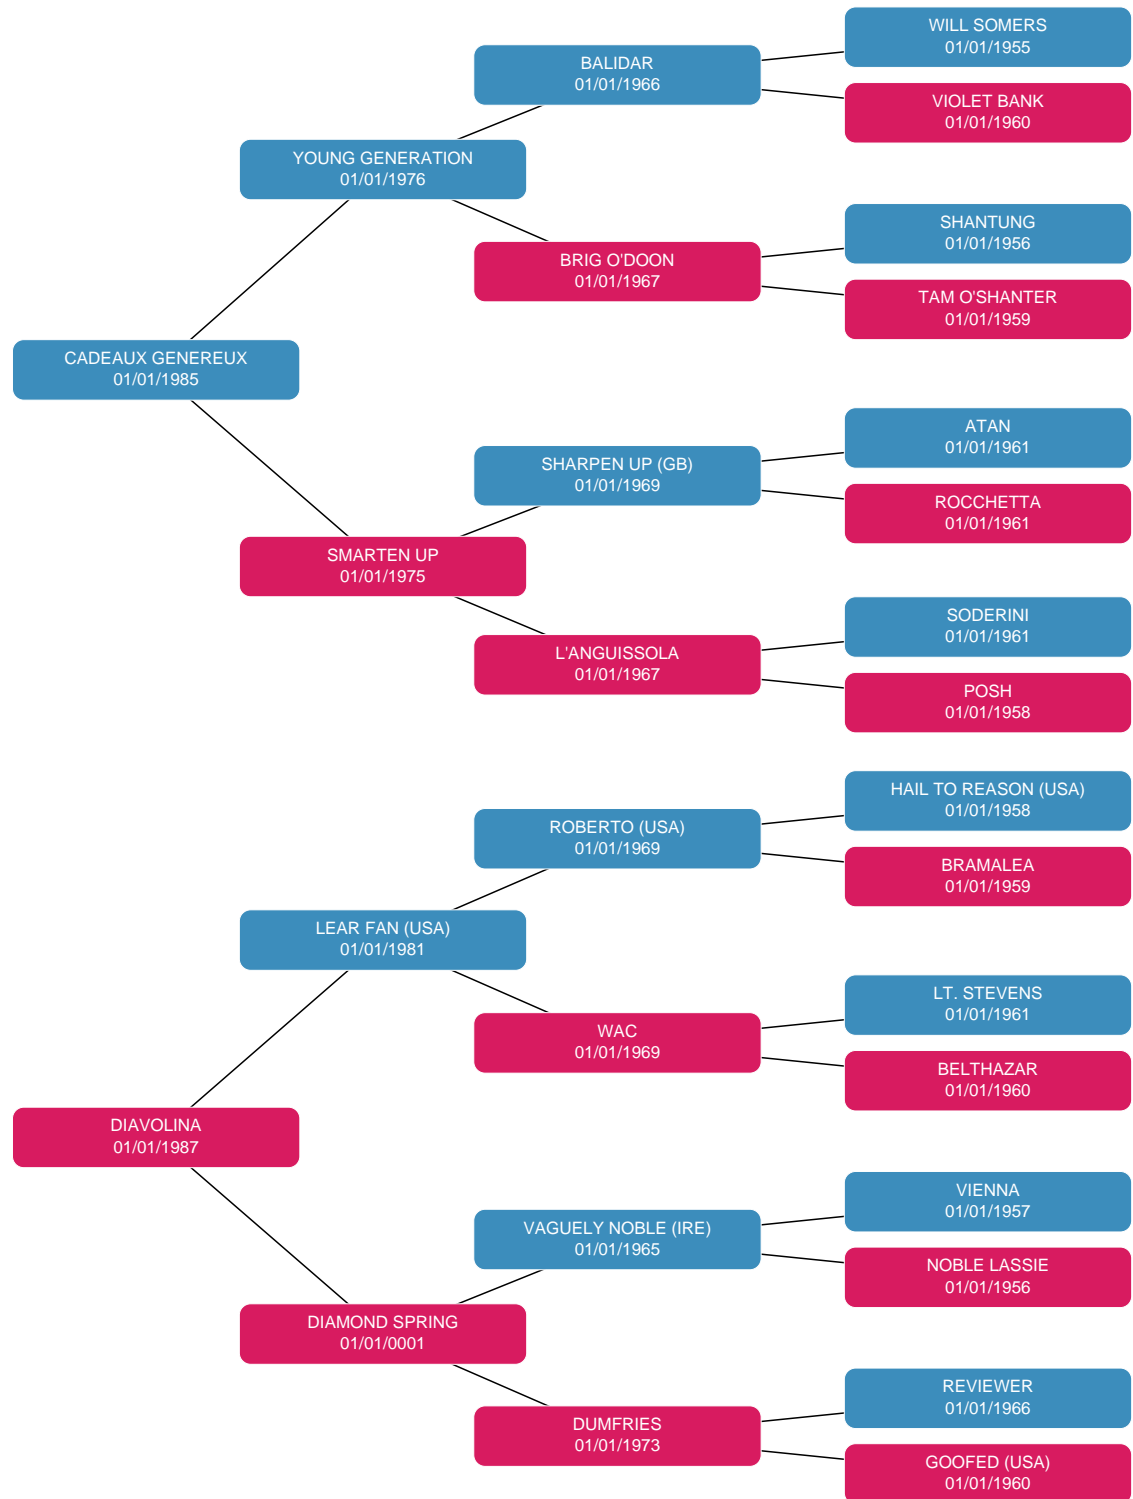 WILL SOMERS
01/01/1955
BALIDAR
01/01/1966
VIOLET BANK
01/01/1960
YOUNG GENERATION
01/01/1976
SHANTUNG
01/01/1956
BRIG O'DOON
01/01/1967
TAM O'SHANTER
01/01/1959
CADEAUX GENEREUX
01/01/1985
ATAN
01/01/1961
SHARPEN UP (GB)
01/01/1969
ROCCHETTA
01/01/1961
SMARTEN UP
01/01/1975
SODERINI
01/01/1961
L'ANGUISSOLA
01/01/1967
POSH
01/01/1958
HAIL TO REASON (USA)
01/01/1958
ROBERTO (USA)
01/01/1969
BRAMALEA
01/01/1959
LEAR FAN (USA)
01/01/1981
LT. STEVENS
01/01/1961
WAC
01/01/1969
BELTHAZAR
01/01/1960
DIAVOLINA
01/01/1987
VIENNA
01/01/1957
VAGUELY NOBLE (IRE)
01/01/1965
NOBLE LASSIE
01/01/1956
DIAMOND SPRING
01/01/0001
REVIEWER
01/01/1966
DUMFRIES
01/01/1973
GOOFED (USA)
01/01/1960